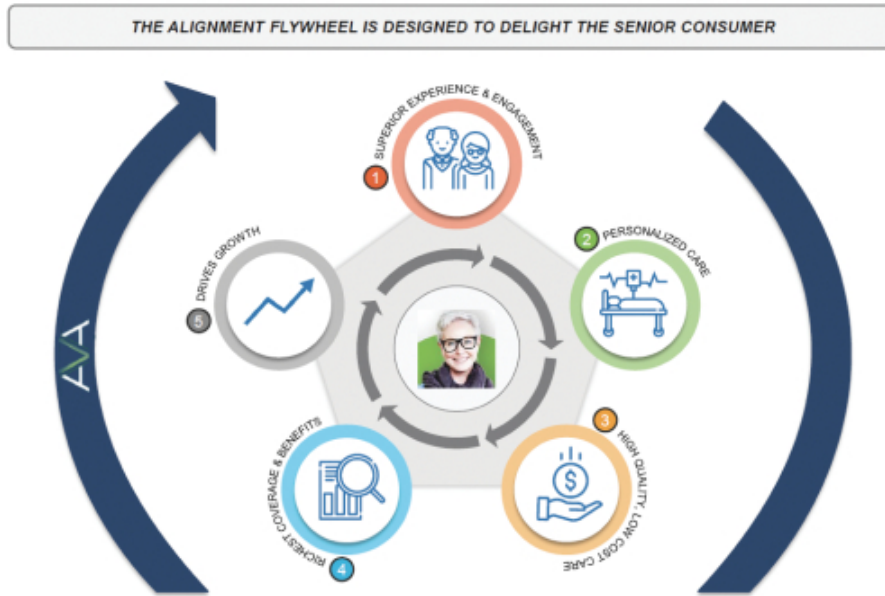 THE ALIGNMENT FLYWHEEL IS DESIGNED TO DELIGHT THE SENIOR CONSUMER
1 SUPERIOR EXPERIENCE & ENGAGEMENT
2 PERSONALIZED CARE
3 HIGH QUALITY, LOW COST CARE
$
4 RICHEST COVERAGE & BENEFITS
5 DRIVES GROWTH
AVA